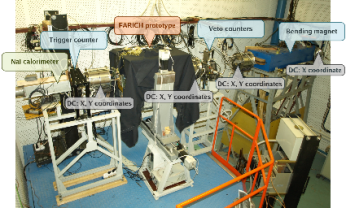 FARICH prototype
Veto counters
Bending magnet
Trigger counter
NaI calorimeter
DC: X, Y coordinates
DC: X, Y coordinates
DC: X, Y coordinates
DC: X, Y coordinate